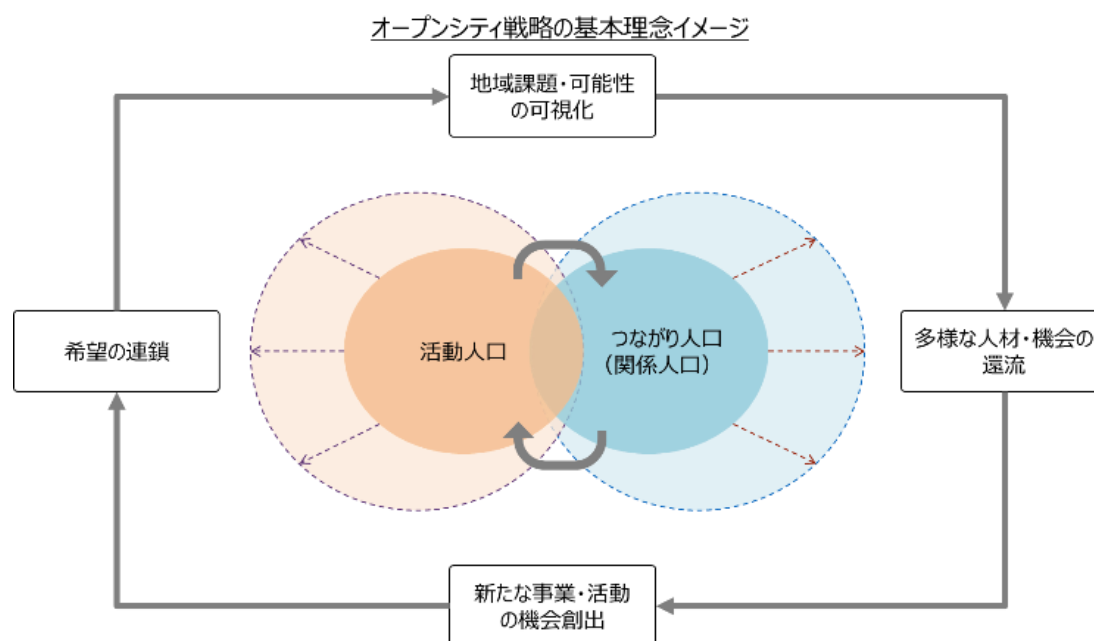 オープンシティ戦略の基本理念イメージ
地域課題・可能性
の可視化
希望の連鎖
活動人口
つながり人口
（関係人口）
多様な人材・機会の
還流
新たな事業・活動
の機会創出